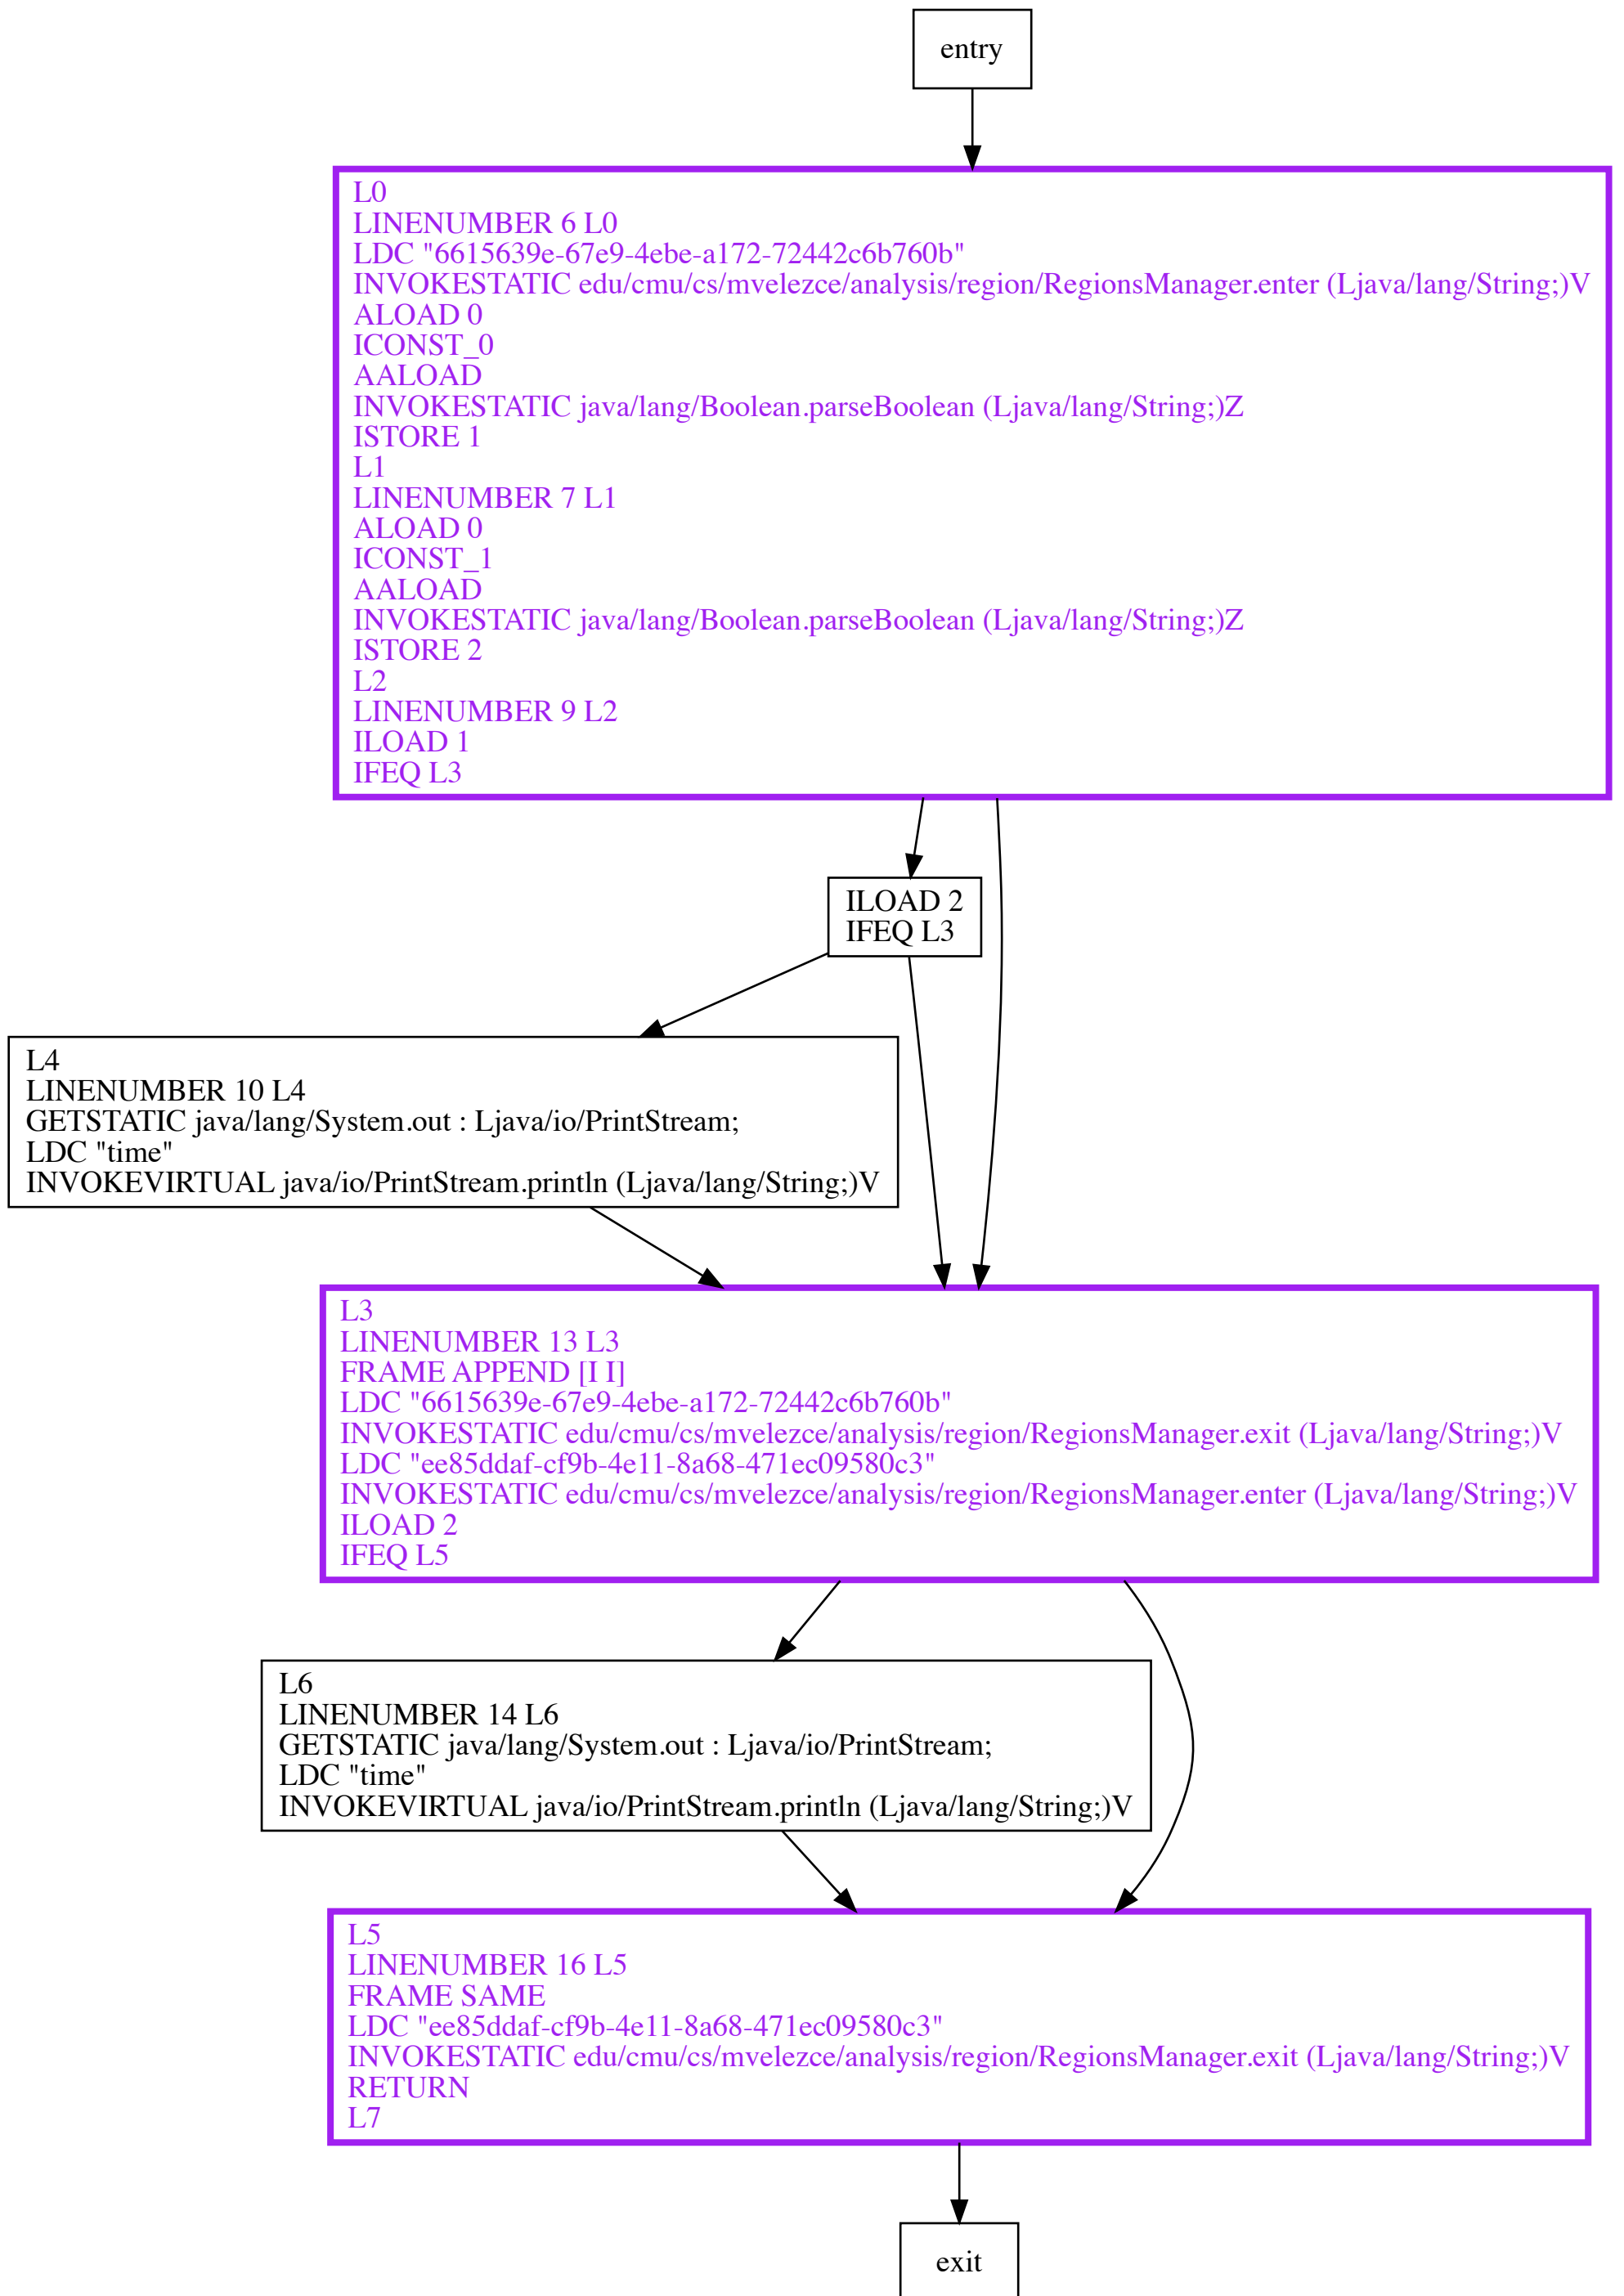 entry
L0
LINENUMBER 6 L0
LDC "6615639e-67e9-4ebe-a172-72442c6b760b"
INVOKESTATIC edu/cmu/cs/mvelezce/analysis/region/RegionsManager.enter (Ljava/lang/String;)V
ALOAD 0
ICONST_0
AALOAD
INVOKESTATIC java/lang/Boolean.parseBoolean (Ljava/lang/String;)Z
ISTORE 1
L1
LINENUMBER 7 L1
ALOAD 0
ICONST_1
AALOAD
INVOKESTATIC java/lang/Boolean.parseBoolean (Ljava/lang/String;)Z
ISTORE 2
L2
LINENUMBER 9 L2
ILOAD 1
IFEQ L3
ILOAD 2
IFEQ L3
L4
LINENUMBER 10 L4
GETSTATIC java/lang/System.out : Ljava/io/PrintStream;
LDC "time"
INVOKEVIRTUAL java/io/PrintStream.println (Ljava/lang/String;)V
L3
LINENUMBER 13 L3
FRAME APPEND [I I]
LDC "6615639e-67e9-4ebe-a172-72442c6b760b"
INVOKESTATIC edu/cmu/cs/mvelezce/analysis/region/RegionsManager.exit (Ljava/lang/String;)V
LDC "ee85ddaf-cf9b-4e11-8a68-471ec09580c3"
INVOKESTATIC edu/cmu/cs/mvelezce/analysis/region/RegionsManager.enter (Ljava/lang/String;)V
ILOAD 2
IFEQ L5
L6
LINENUMBER 14 L6
GETSTATIC java/lang/System.out : Ljava/io/PrintStream;
LDC "time"
INVOKEVIRTUAL java/io/PrintStream.println (Ljava/lang/String;)V
L5
LINENUMBER 16 L5
FRAME SAME
LDC "ee85ddaf-cf9b-4e11-8a68-471ec09580c3"
INVOKESTATIC edu/cmu/cs/mvelezce/analysis/region/RegionsManager.exit (Ljava/lang/String;)V
RETURN
L7
exit